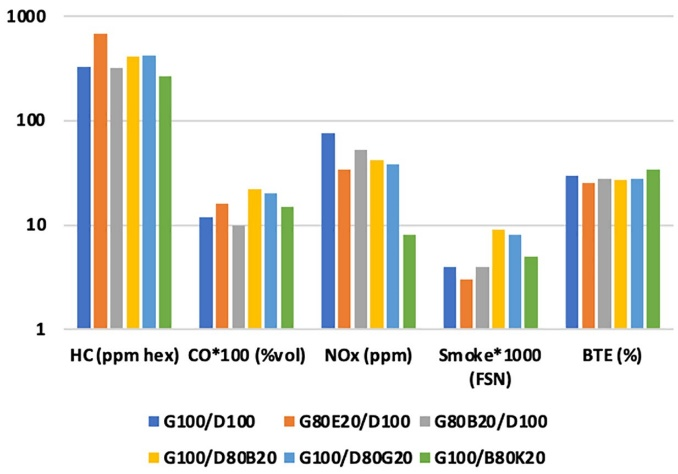 1000
100
10
1
HC (ppm hex) CO*100 (%vol) NOx (ppm) Smoke*1000 BTE (%)
(FSN)
G100/D100 G80E20/D100 G80B20/D100
G100/D80B20 G100/D80G20 G100/B80K20